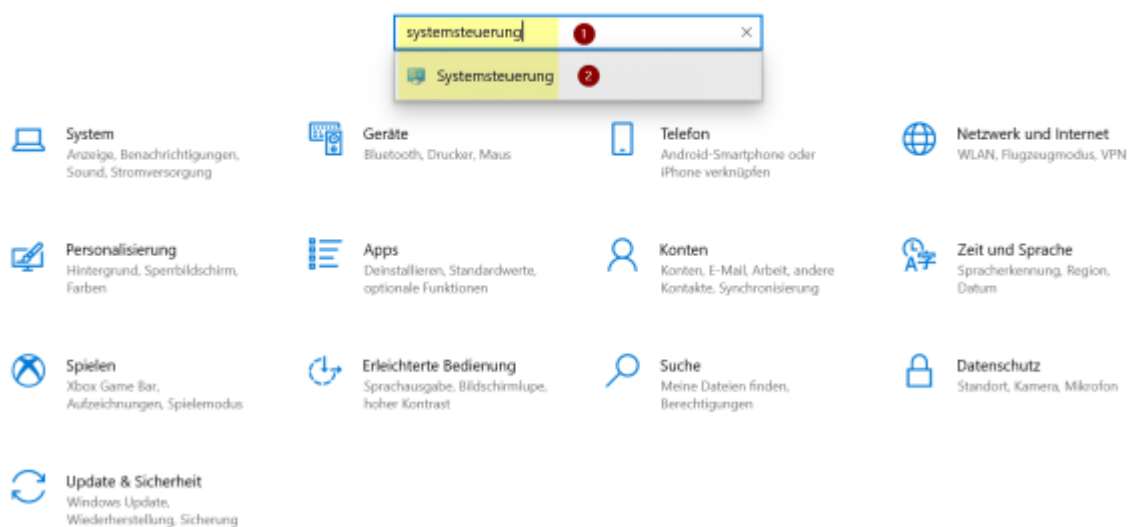 systemsteuerung
1
Systemsteuerung
2
System
Anzeige, Benachrichtigungen,
Sound, Stromversorgung
Geräte
Bluetooth, Drucker, Maus
Telefon
Android-Smartphone oder
iPhone verknüpfen
Netzwerk und Internet
WLAN, Flugzeugmodus, VPN
Personalisierung
Hintergrund, Sperrbildschirm,
Farben
Apps
Deinstallieren, Standardwerte,
optionale Funktionen
Konten
Konten, E-Mail, Arbeit, andere
Kontakte, Synchronisierung
Zeit und Sprache
Spracherkennung, Region,
Datum
Spielen
Xbox Game Bar,
Aufzeichnungen, Spielemodus
Erleichterte Bedienung
Sprachausgabe, Bildschirmlupe,
hoher Kontrast
Suche
Meine Dateien finden,
Berechtigungen
Datenschutz
Standort, Kamera, Mikrofon
Update & Sicherheit
Windows Update,
Wiederherstellung, Sicherung